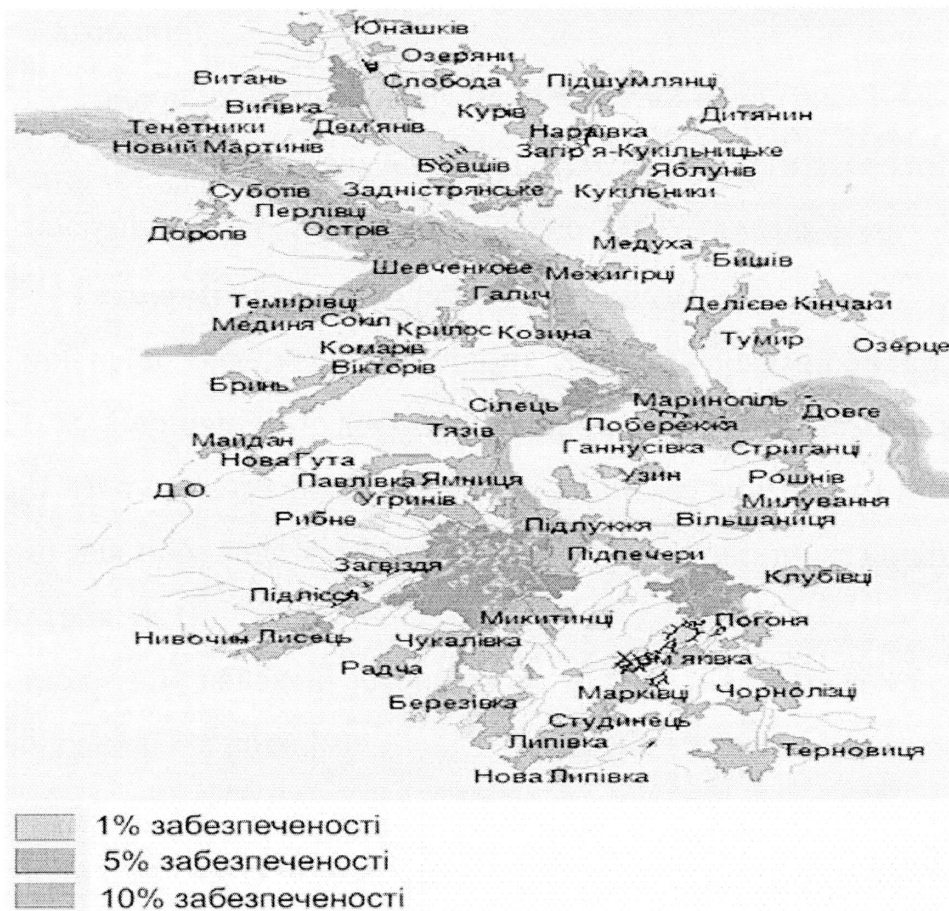 Юнашків
Озеряни
Витань
Слобода
Підшумлянці
Вигівка
Курів
Дитянин
Тенетники
Дем'янів
Нараївка
Новий Мартинів
Загір'я-Кукільницьке
Бовшів
Яблунів
Суботів
Задністрянське
Кукільники
Перлівці
Дорогів
Острів
Медуха
Бишів
Шевченкове
Межигірці
Темирівці
Галич
Делієве
Кінчаки
Мединя
Сокіл
Крилос
Козина
Тумир
Озерце
Комарів
Вікторів
Бринь
Сілець
Маринопіль
Довге
Тязів
Побережжя
Майдан
Ганнусівка
Стриганці
Нова Гута
Павлівка
Ямниця
Узин
Рошнів
Д О
Угринів
Милування
Рибне
Підлужжя
Вільшаниця
Загвіздя
Підпечери
Клубівці
Підлісся
Микитинці
Погоня
Нивочин
Лисець
Чукалівка
Радча
м'яківка
Березівка
Марківці
Чорнолізці
Студинець
Липівка
Терновиця
Нова Липівка
1% забезпеченості
5% забезпеченості
10% забезпеченості